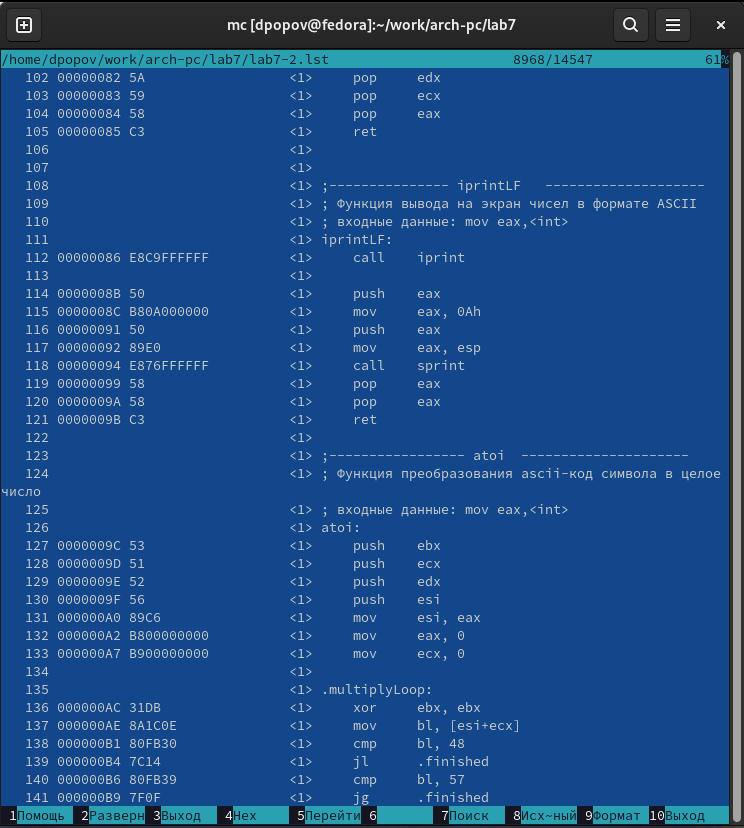 mc [dpopov@fedora]:~/work/arch-pc/lab7
/home/dpopov/work/arch-pc/lab7/lab7-2.lst 8968/14547 61%
102 00000082 5A <1> pop edx
103 00000083 59 <1> pop ecx
104 00000084 58 <1> pop eax
105 00000085 C3 <1> ret
106 <1>
107 <1>
108 <1> ;--------------- iprintLF --------------------
109 <1> ; Функция вывода на экран чисел в формате ASCII
110 <1> ; входные данные: mov eax,<int>
111 <1> iprintLF:
112 00000086 E8C9FFFFFF <1> call iprint
113 <1>
114 0000008B 50 <1> push eax
115 0000008C B80A000000 <1> mov eax, 0Ah
116 00000091 50 <1> push eax
117 00000092 89E0 <1> mov eax, esp
118 00000094 E876FFFFFF <1> call sprint
119 00000099 58 <1> pop eax
120 0000009A 58 <1> pop eax
121 0000009B C3 <1> ret
122 <1>
123 <1> ;----------------- atoi ---------------------
124 <1> ; Функция преобразования ascii-код символа в целое
число
125 <1> ; входные данные: mov eax,<int>
126 <1> atoi:
127 0000009C 53 <1> push ebx
128 0000009D 51 <1> push ecx
129 0000009E 52 <1> push edx
130 0000009F 56 <1> push esi
131 000000A0 89C6 <1> mov esi, eax
132 000000A2 B800000000 <1> mov eax, 0
133 000000A7 B900000000 <1> mov ecx, 0
134 <1>
135 <1> .multiplyLoop:
136 000000AC 31DB <1> xor ebx, ebx
137 000000AE 8A1C0E <1> mov bl, [esi+ecx]
138 000000B1 80FB30 <1> cmp bl, 48
139 000000B4 7C14 <1> jl .finished
140 000000B6 80FB39 <1> cmp bl, 57
141 000000B9 7F0F <1> jg .finished
1Помощь 2Разверн 3Выход 4Hex 5Перейти 6 7Поиск 8Исх~ный 9Формат 10Выход